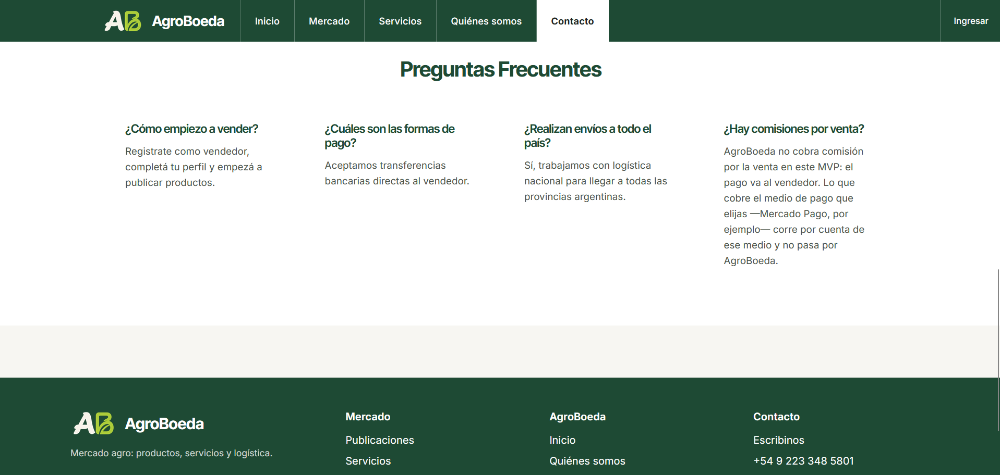 AB AgroBoeda
Inicio
Mercado
Servicios
Quiénes somos
Contacto
Ingresar
Preguntas Frecuentes
¿Cómo empiezo a vender?
Registrate como vendedor,
completá tu perfil y empezá a
publicar productos.
¿Cuáles son las formas de
pago?
Aceptamos transferencias
bancarias directas al vendedor.
¿Realizan envíos a todo el
país?
Sí, trabajamos con logística
nacional para llegar a todas las
provincias argentinas.
¿Hay comisiones por venta?
AgroBoeda no cobra comisión
por la venta en este MVP: el
pago va al vendedor. Lo que
cobre el medio de pago que
elijas —Mercado Pago, por
ejemplo— corre por cuenta de
ese medio y no pasa por
AgroBoeda.
AB AgroBoeda
Mercado agro: productos, servicios y logística.
Mercado
Publicaciones
Servicios
AgroBoeda
Inicio
Quiénes somos
Contacto
Escribinos
+54 9 223 348 5801